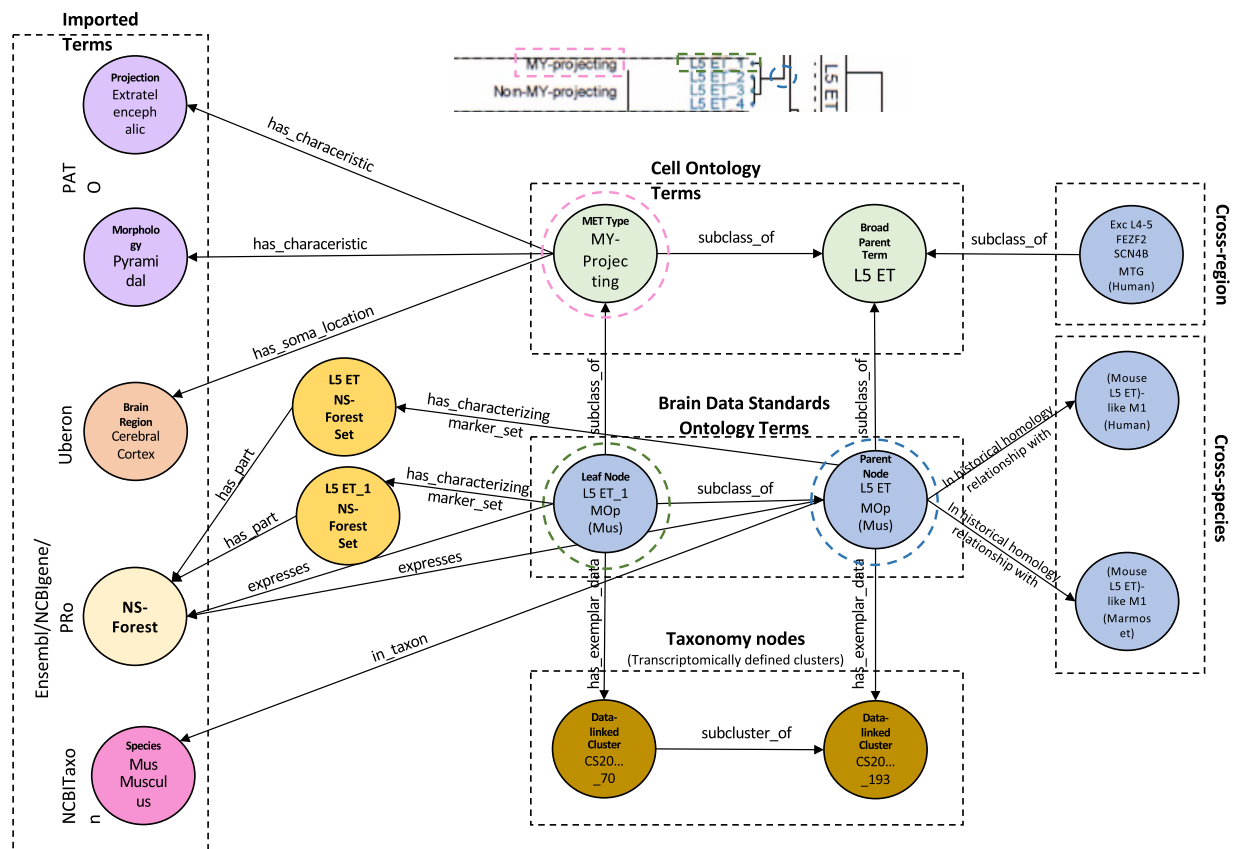 Imported
Terms
Projection
Extratel
enceph
alic
PAT
O
Morpholo
gy
Pyrami
dal
Uberon
Brain
Region
Cerebral
Cortex
Ensembl/NCBIgene/
PRo
NS-
Forest
NCBITaxo
n
Species
Mus
Muscul
us
MY-projecting
Non-MY-projecting
L5 ET_1
L5 ET_2
L5 ET_3
L5 ET_4
L5 ET
has_characeristic
has_characeristic
has_soma_location
Cell Ontology
Terms
MET Type
MY-
Projec
ting
subclass_of
Broad
Parent
Term
L5 ET
subclass_of
Exc L4-5
FEZF2
SCN4B
MTG
(Human)
Cross-region
L5 ET
NS-
Forest
Set
has_characterizing
marker_set
subclass_of
subclass_of
Brain Data Standards
Ontology Terms
L5 ET_1
NS-
Forest
Set
has_characterizing
marker_set
has_part
has_part
expresses
expresses
in_taxon
Leaf Node
L5 ET_1
MOp
(Mus)
subclass_of
Parent
Node
L5 ET
MOp
(Mus)
In historical homology
relationship with
In historical homology
relationship with
(Mouse
L5 ET)-
like M1
(Human)
(Mouse
L5 ET)-
like M1
(Marmos
et)
Cross-species
has_exemplar_data
has_exemplar_data
Taxonomy nodes
(Transcriptomically defined clusters)
Data-
linked
Cluster
CS20...
_70
subcluster_of
Data-
linked
Cluster
CS20...
_193